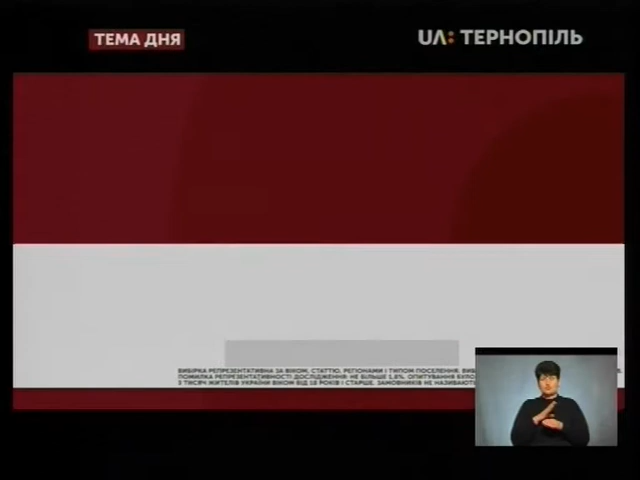 ТЕМА ДНЯ
UA: ТЕРНОПІЛЬ
ВИБІРКА РЕПРЕЗЕНТАТИВНА ЗА ВІКОМ, СТАТТЮ, РЕГІОНАМИ І ТИПОМ ПОСЕЛЕННЯ.
ПОМИЛКА РЕПРЕЗЕНТАТИВНОСТІ ДОСЛІДЖЕННЯ: НЕ БІЛЬШЕ 1,8%. ОПИТУВАННЯ
У ТИСЯЧ ЖИТЕЛІВ УКРАЇНИ ВІКОМ ВІД 18 РОКІВ І СТАРШЕ. ЗАМОВНИКІВ НЕ НАЗИВАЮТЬ